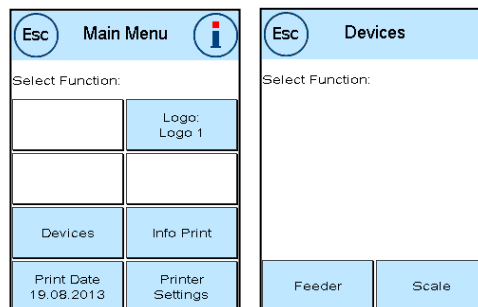 Esc Main Menu i
Select Function:
Logo:
Logo 1
Devices Info Print
Print Date
19.08.2013
Printer
Settings
Esc Devices
Select Function:
Feeder Scale